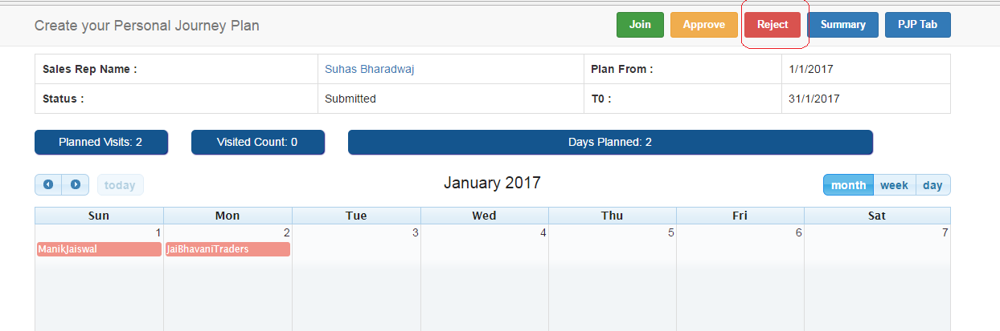 Create your Personal Journey Plan Join Approve Reject Summary PJP Tab
Sales Rep Name : Suhas Bharadwaj Plan From : 1/1/2017
Status : Submitted T0 : 31/1/2017
Planned Visits: 2 Visited Count: 0 Days Planned: 2
today January 2017 month week day
Sun Mon Tue Wed Thu Fri Sat
1 2 3 4 5 6 7
ManikJaiswal JaiBhavaniTraders